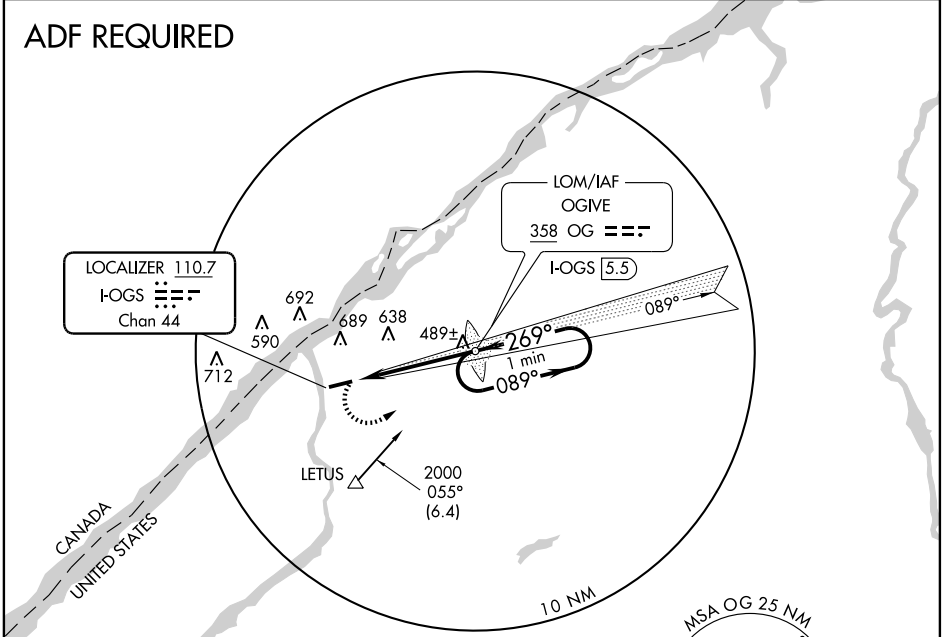 ADF REQUIRED
LOM/IAF
OGIVE
358 OG
I-OGS 5.5
LOCALIZER 110.7
I-OGS
Chan 44
692
590
689
638
489±
712
089°
269°
1 min
089°
LETUS
2000
055°
(6.4)
CANADA
UNITED STATES
10 NM
MSA OG 25 NM